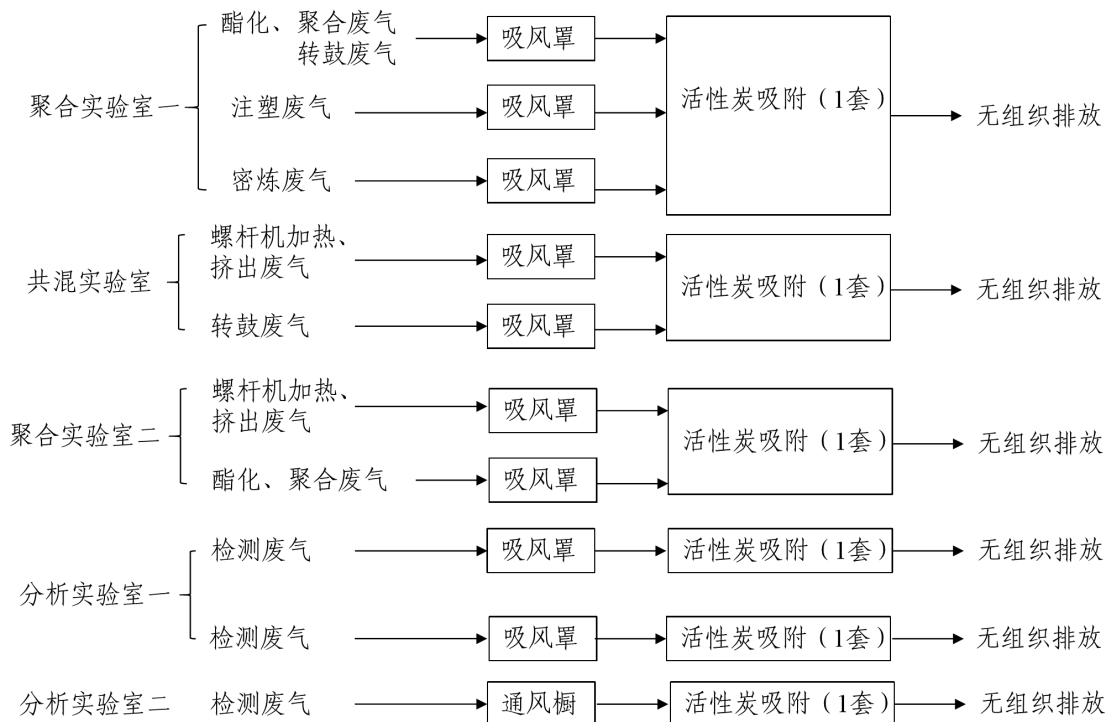 酯化、聚合废气
转鼓废气
吸风罩
聚合实验室一
注塑废气
吸风罩
活性炭吸附（1套）
无组织排放
密炼废气
吸风罩
螺杆机加热、
挤出废气
吸风罩
共混实验室
活性炭吸附（1套）
无组织排放
转鼓废气
吸风罩
螺杆机加热、
挤出废气
吸风罩
聚合实验室二
活性炭吸附（1套）
无组织排放
酯化、聚合废气
吸风罩
检测废气
吸风罩
活性炭吸附（1套）
无组织排放
分析实验室一
检测废气
吸风罩
活性炭吸附（1套）
无组织排放
分析实验室二
检测废气
通风橱
活性炭吸附（1套）
无组织排放